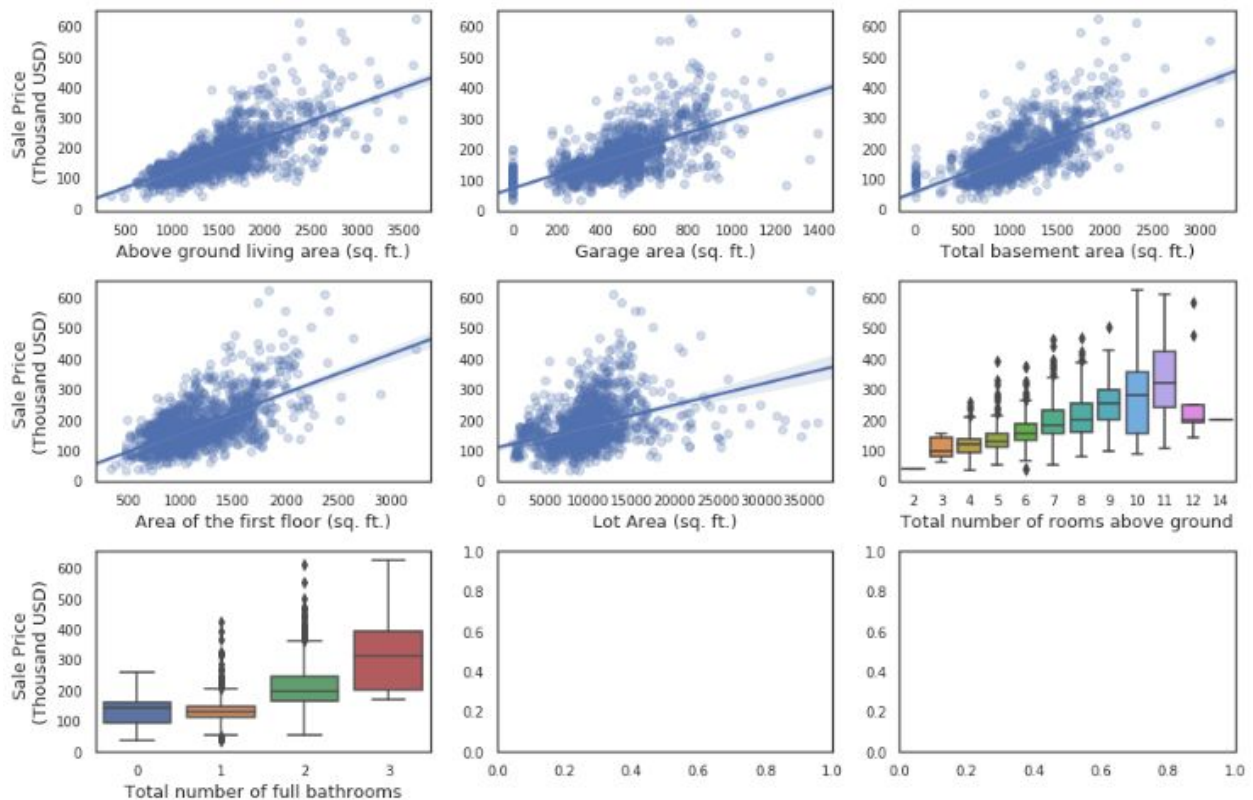 600
500
400
300
200
100
0
Sale Price
(Thousand USD)
500 1000 1500 2000 2500 3000 3500
Above ground living area (sq. ft.)
600
500
400
300
200
100
0
0 200 400 600 800 1000 1200 1400
Garage area (sq. ft.)
600
500
400
300
200
100
0
0 500 1000 1500 2000 2500 3000
Total basement area (sq. ft.)
600
500
400
300
200
100
0
Sale Price
(Thousand USD)
500 1000 1500 2000 2500 3000
Area of the first floor (sq. ft.)
600
500
400
300
200
100
0
0 5000 10000 15000 20000 25000 30000 35000
Lot Area (sq. ft.)
600
500
400
300
200
100
0
2 3 4 5 6 7 8 9 10 11 12 14
Total number of rooms above ground
600
500
400
300
200
100
0
Sale Price
(Thousand USD)
0 1 2 3
Total number of full bathrooms
1.0
0.8
0.6
0.4
0.2
0.0
0.0 0.2 0.4 0.6 0.8 1.0
1.0
0.8
0.6
0.4
0.2
0.0
0.0 0.2 0.4 0.6 0.8 1.0